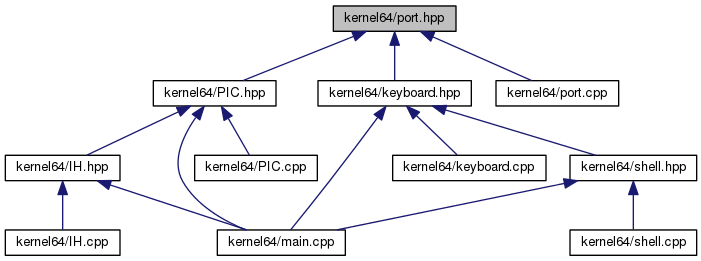 kernel64/port.hpp
kernel64/PIC.hpp
kernel64/keyboard.hpp
kernel64/port.cpp
kernel64/IH.hpp
kernel64/PIC.cpp
kernel64/keyboard.cpp
kernel64/shell.hpp
kernel64/IH.cpp
kernel64/main.cpp
kernel64/shell.cpp